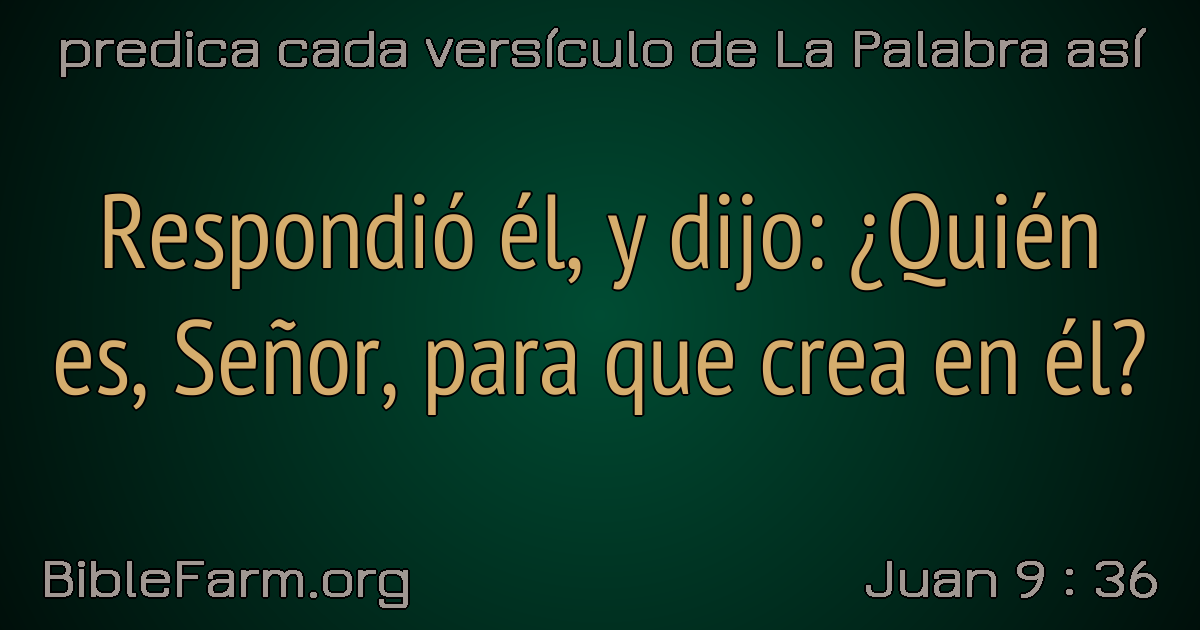 predica cada versículo de La Palabra así
Respondió él, y dijo: ¿Quién
es, Señor, para que crea en él?
BibleFarm.org
Juan 9 : 36